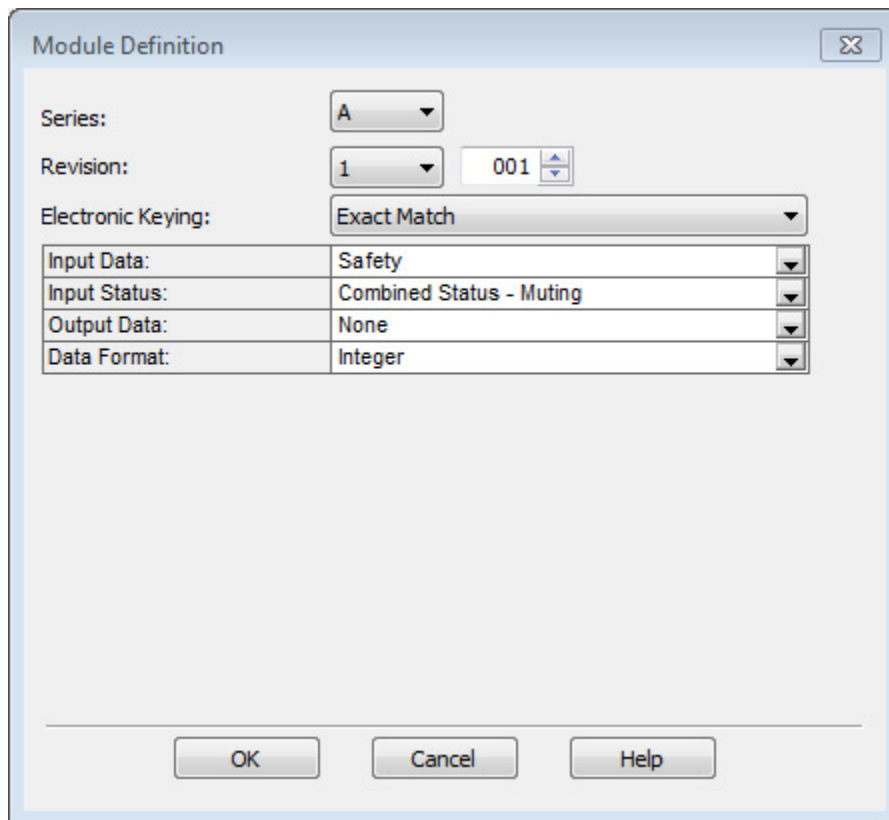 Module Definition
Series: A
Revision: 1 001
Electronic Keying: Exact Match
Input Data: Safety
Input Status: Combined Status - Muting
Output Data: None
Data Format: Integer
OK Cancel Help